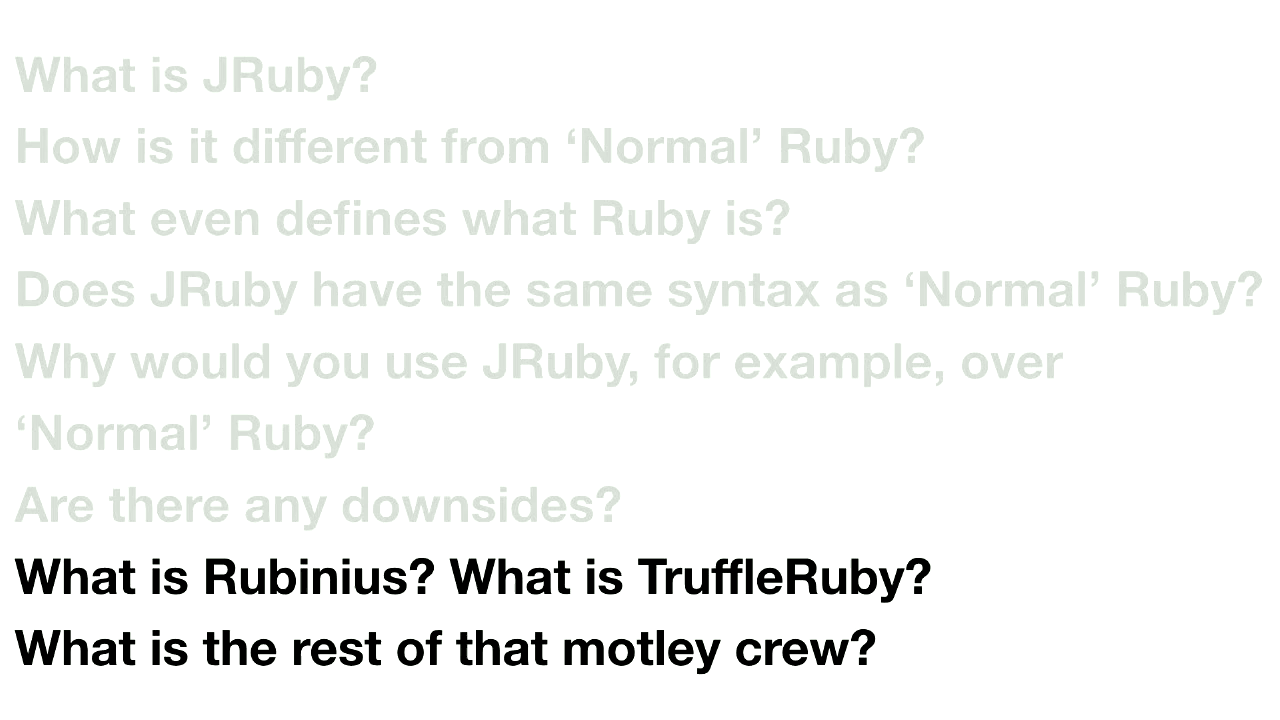 What is JRuby?
How is it different from ‘Normal’ Ruby?
What even defines what Ruby is?
Does JRuby have the same syntax as ‘Normal’ Ruby?
Why would you use JRuby, for example, over
‘Normal’ Ruby?
Are there any downsides?
What is Rubinius? What is TruffleRuby?
What is the rest of that motley crew?